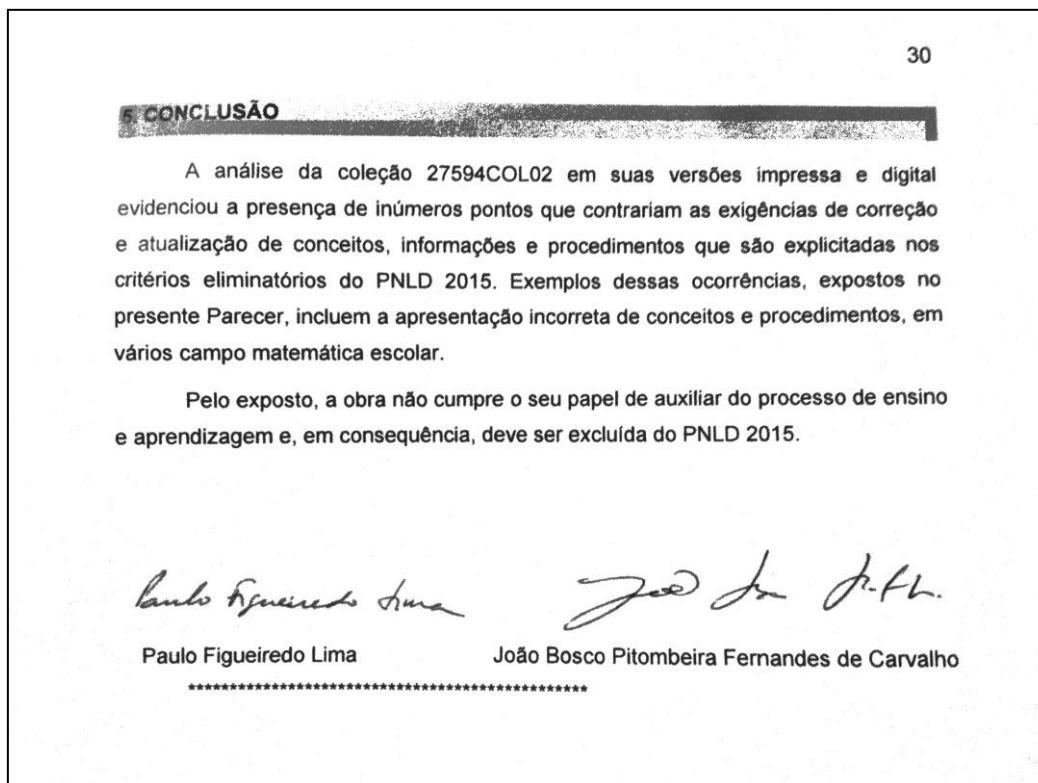 30
5. CONCLUSÃO
A análise da coleção 27594COL02 em suas versões impressa e digital
evidenciou a presença de inúmeros pontos que contrariam as exigências de correção
e atualização de conceitos, informações e procedimentos que são explicitadas nos
critérios eliminatórios do PNLD 2015. Exemplos dessas ocorrências, expostos no
presente Parecer, incluem a apresentação incorreta de conceitos e procedimentos, em
vários campo matemática escolar.
Pelo exposto, a obra não cumpre o seu papel de auxiliar do processo de ensino
e aprendizagem e, em consequência, deve ser excluída do PNLD 2015.
Paulo Figueiredo Lima
Paulo Figueiredo Lima João Bosco Pitombeira Fernandes de Carvalho
************************************************